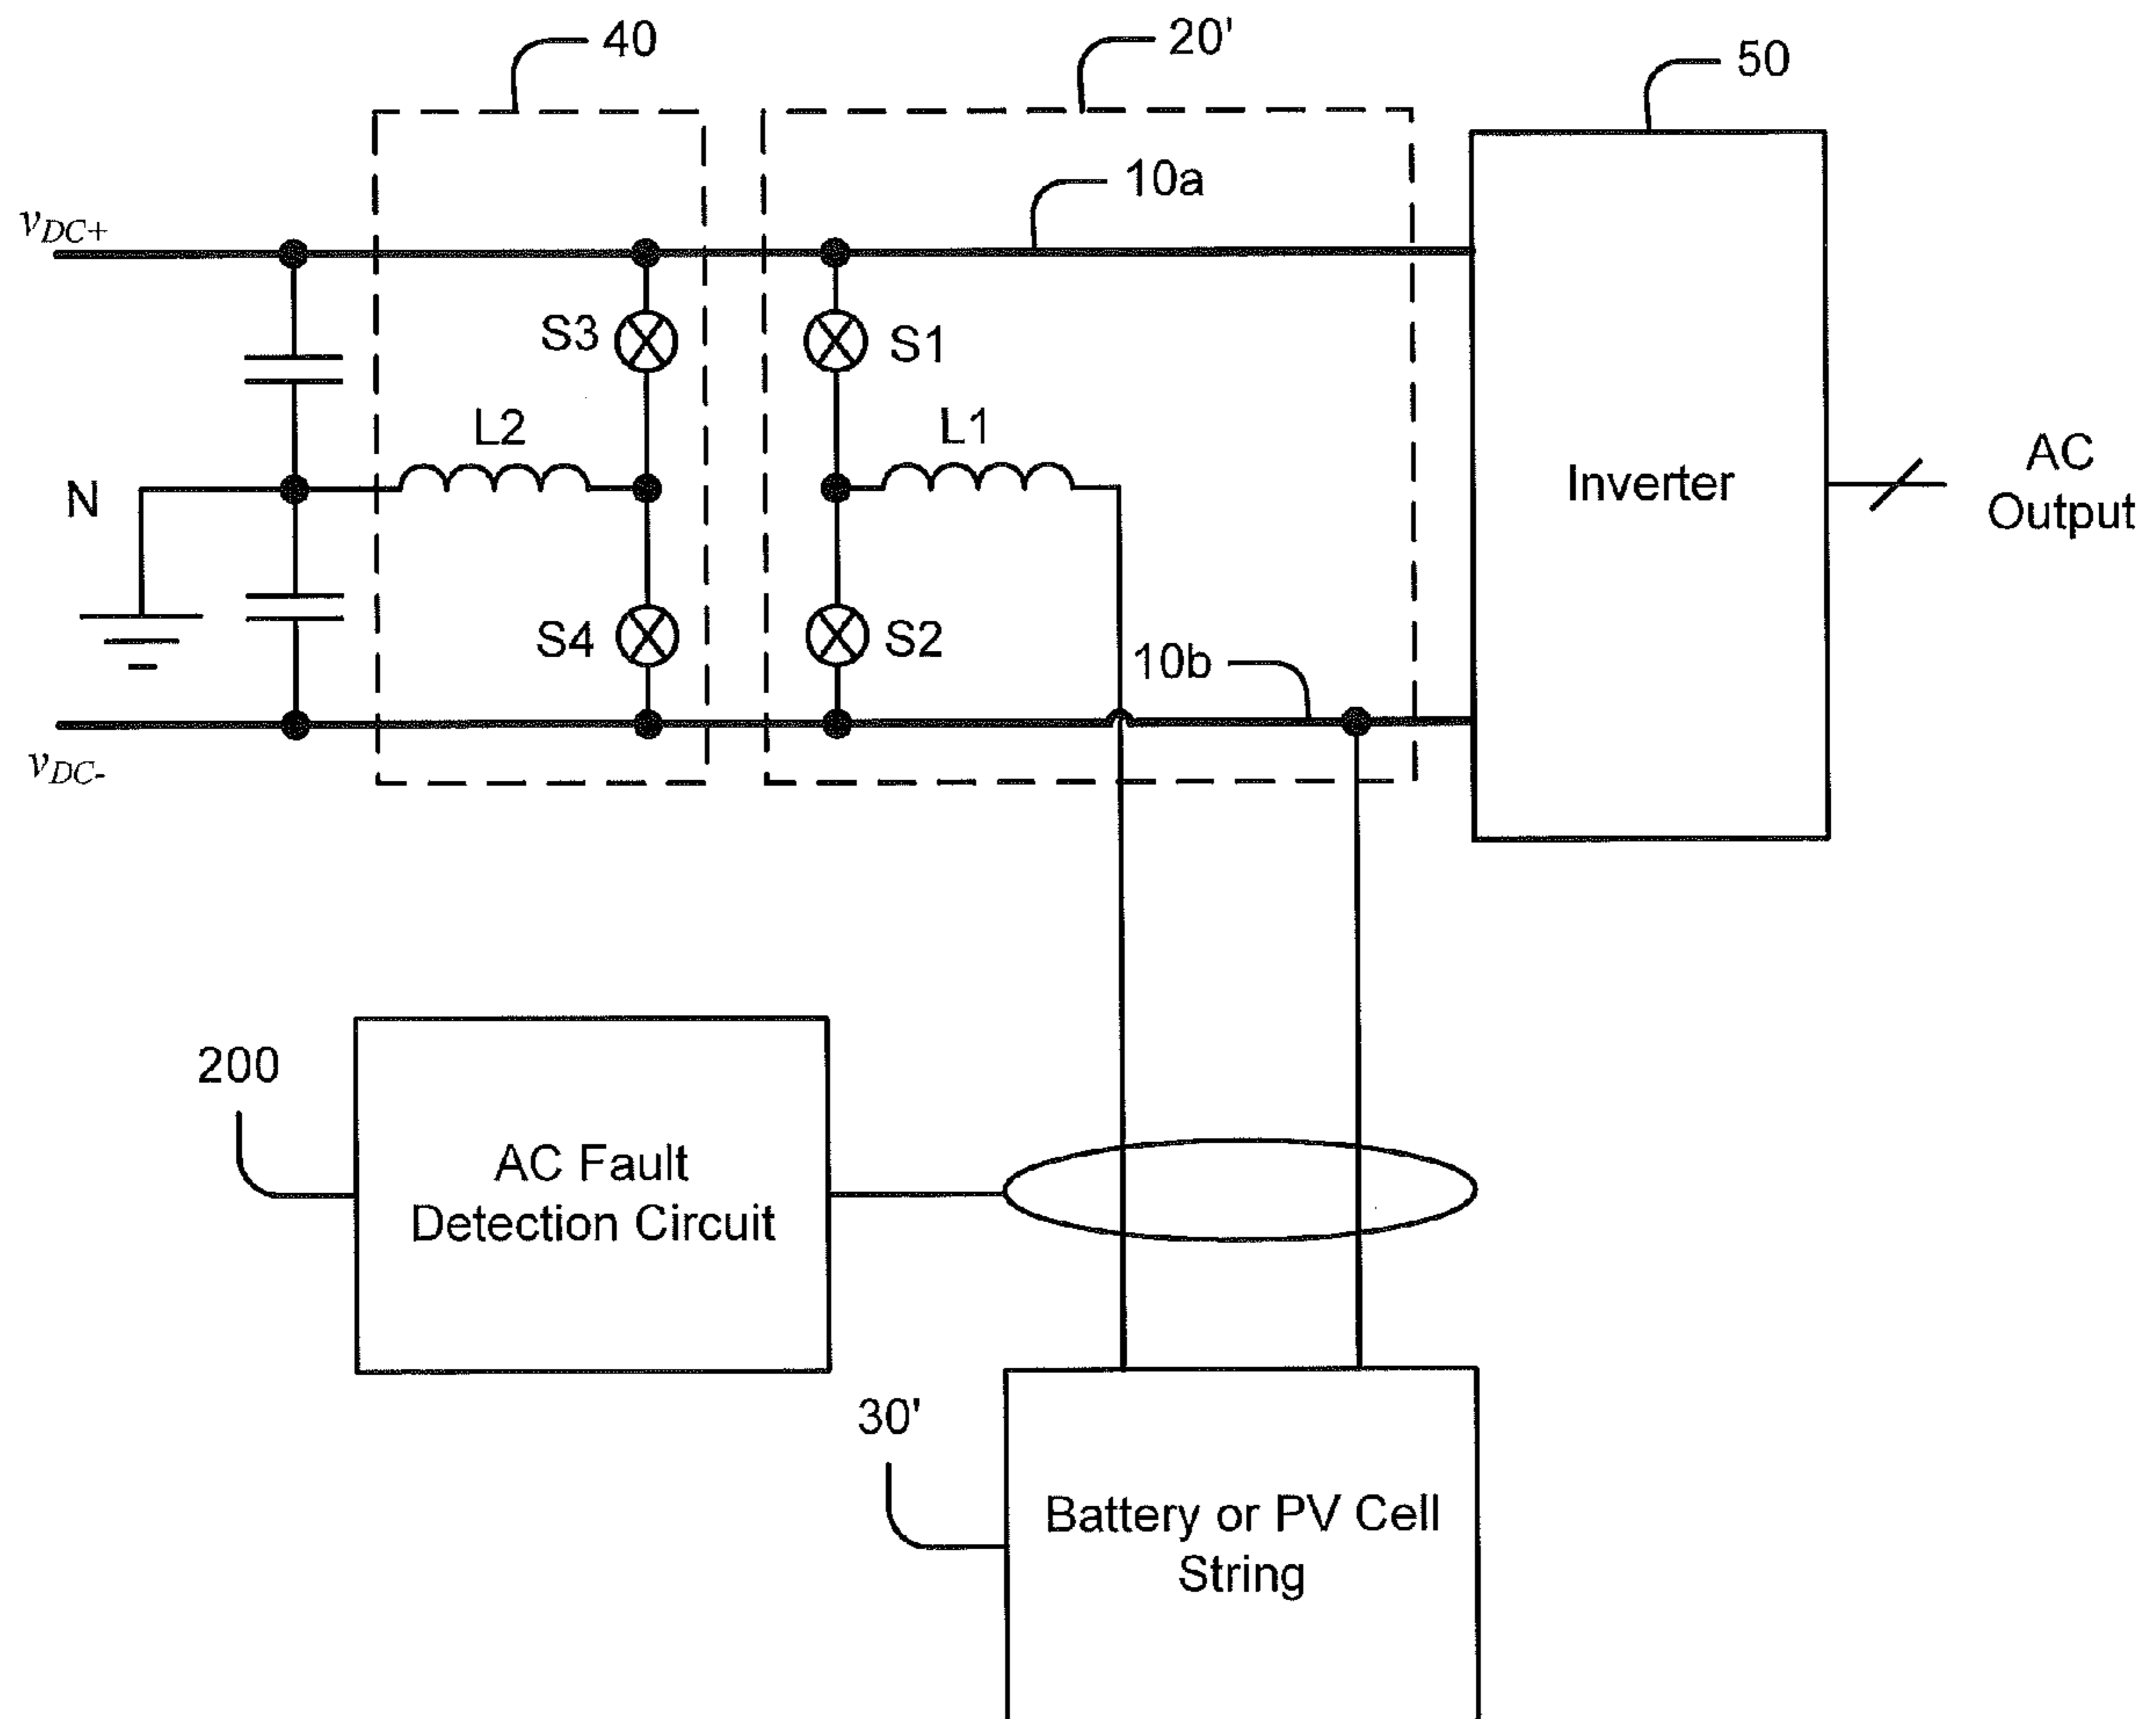 40
20'
50
10a
vDC+
S3
S1
L2
L1
N
Inverter
AC
Output
S4
S2
10b
vDC-
200
AC Fault
Detection Circuit
30'
Battery or PV Cell
String